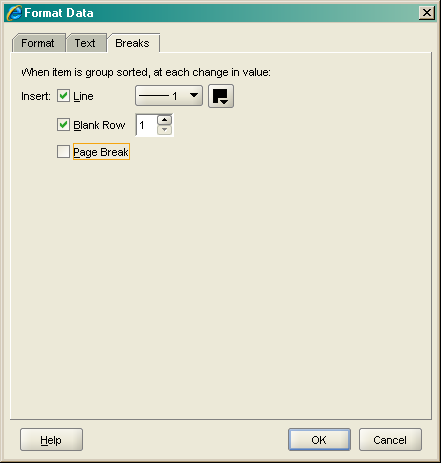 Format Data
Format Text Breaks
When item is group sorted, at each change in value:
Insert: Line 1
Blank Row 1
Page Break
Help OK Cancel